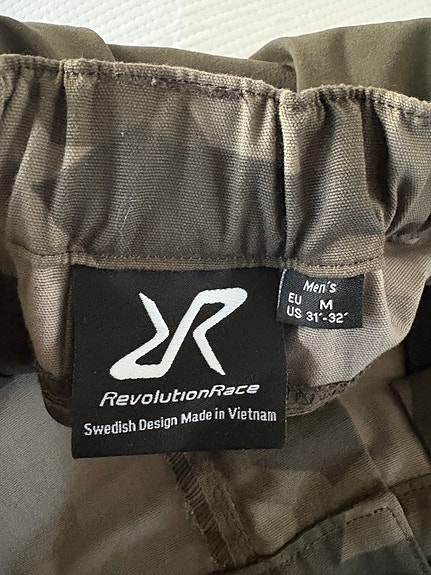 RevolutionRace
Swedish Design Made in Vietnam
Men's
EU M
US 31"-32"